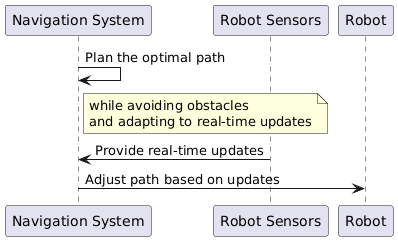 Navigation System
Robot Sensors
Robot
Plan the optimal path
while avoiding obstacles
and adapting to real-time updates
Provide real-time updates
Adjust path based on updates
Navigation System
Robot Sensors
Robot